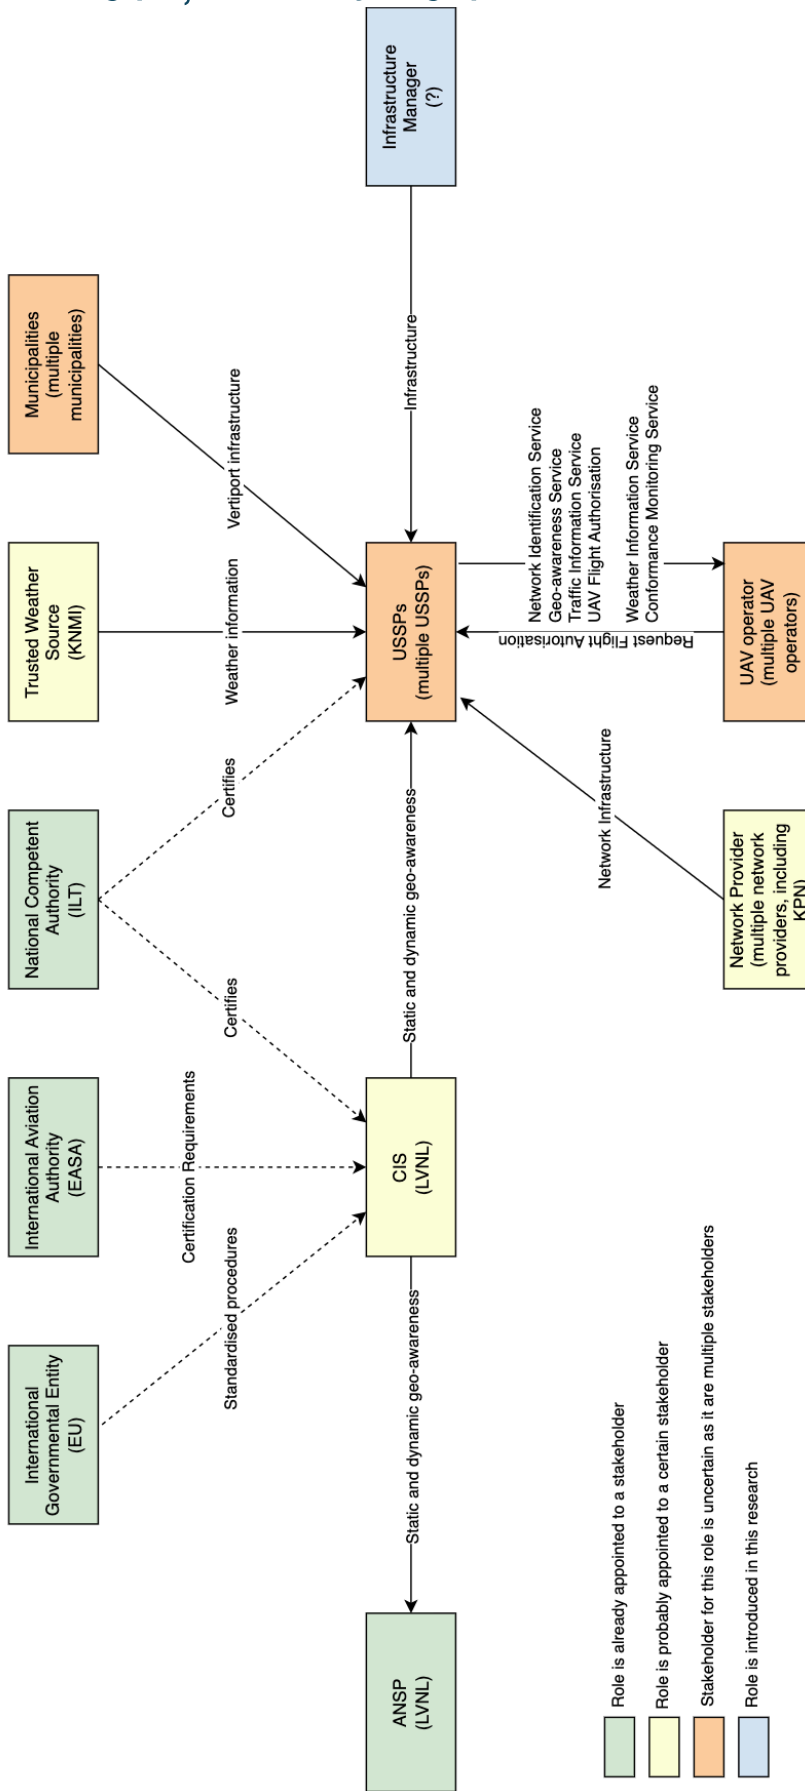 International
Governmental Entity
(EU)
International Aviation
Authority
(EASA)
National Competent
Authority
(ILT)
Trusted Weather
Source
(KNMI)
Municipalities
(multiple
municipalities)
Standardised procedures
Certification Requirements
Certifies
Certifies
Weather information
Vertiport infrastructure
ANSP
(LVNL)
Static and dynamic geo-awareness
CIS
(LVNL)
Static and dynamic geo-awareness
USSPs
(multiple USSPs)
Infrastructure
Infrastructure
Manager
(?)
Network Infrastructure
Request Flight Autorisation
Network Identification Service
Geo-awareness Service
Traffic Information Service
UAV Flight Authorisation
Weather Information Service
Conformance Monitoring Service
Network Provider
(multiple network
providers, including
KPN)
UAV operator
(multiple UAV
operators)
Role is already appointed to a stakeholder
Role is probably appointed to a certain stakeholder
Stakeholder for this role is uncertain as it are multiple stakeholders
Role is introduced in this research